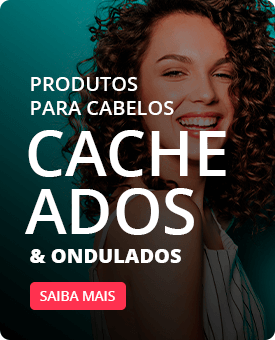 PRODUTOS
PARA CABELOS
CACHE
ADOS
& ONDULADOS
SAIBA MAIS